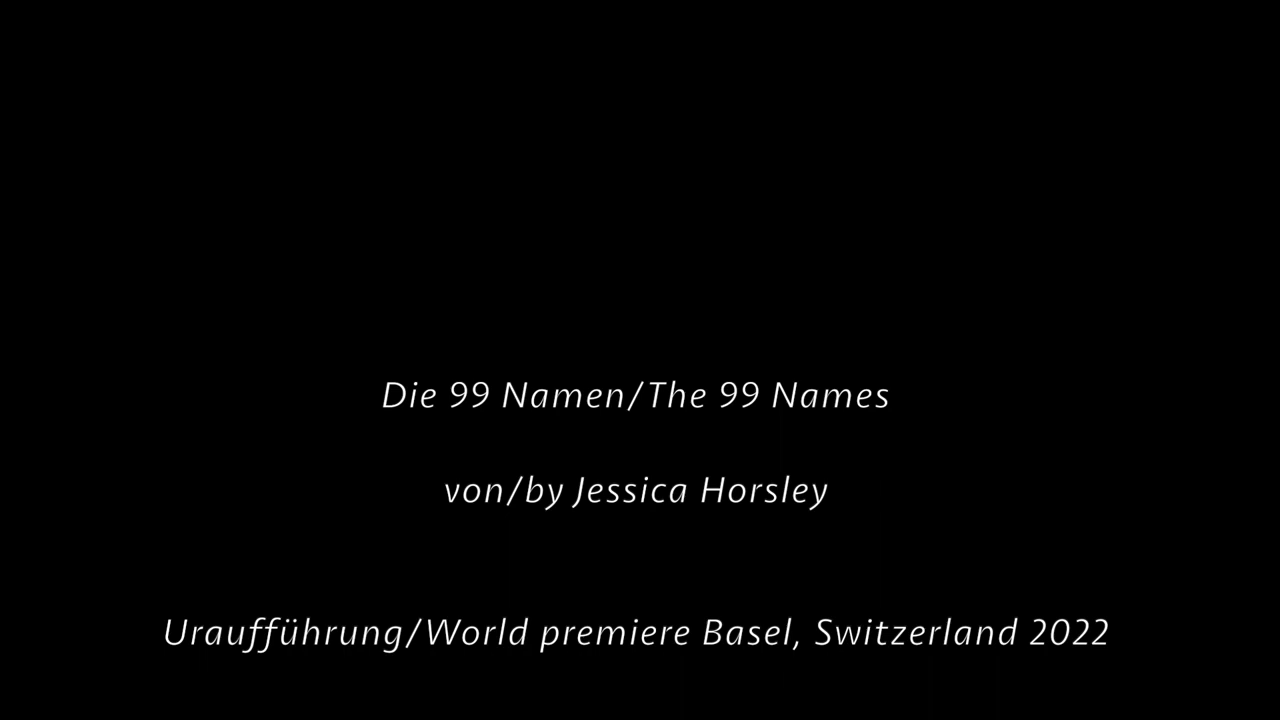 Die 99 Namen/The 99 Names
von/by Jessica Horsley
Uraufführung/World premiere Basel, Switzerland 2022